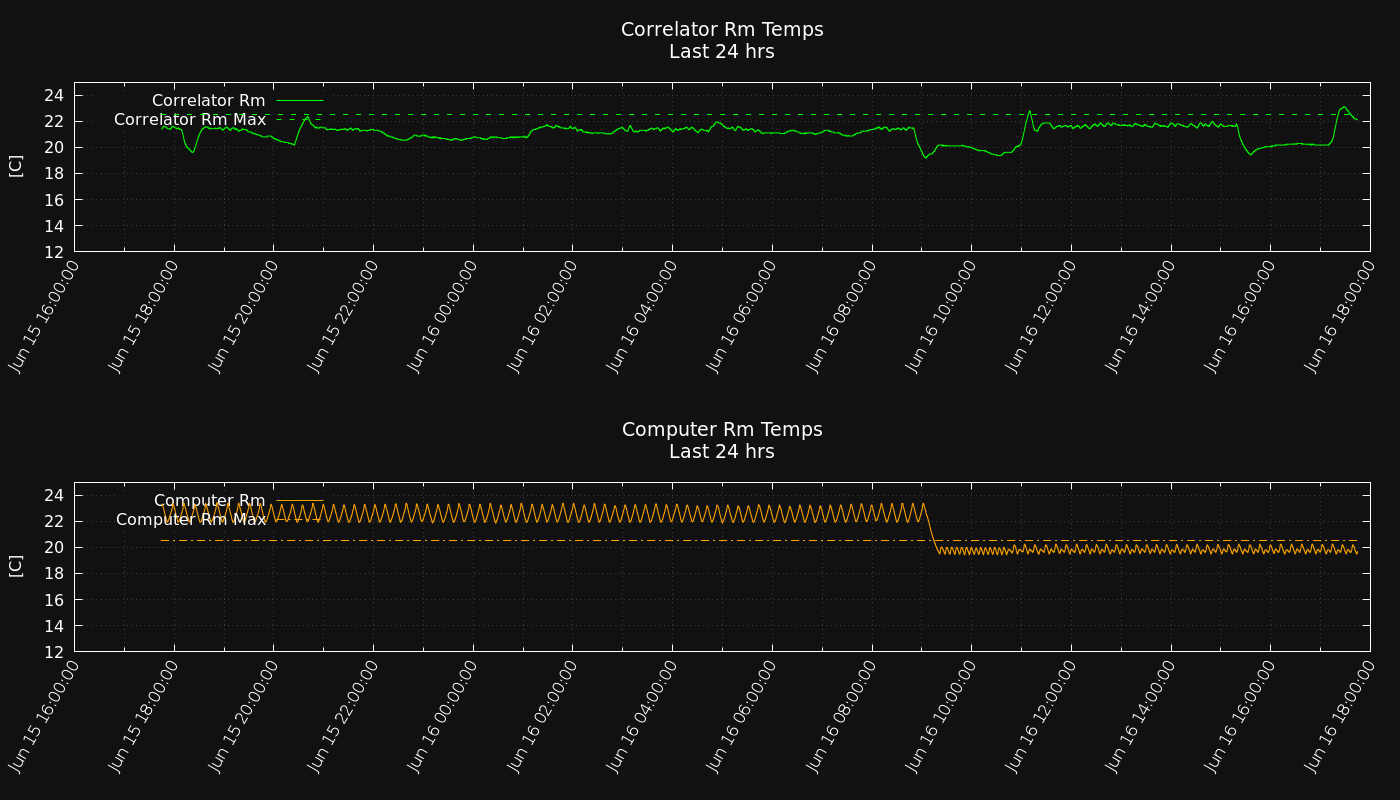 Correlator Rm Temps
Last 24 hrs
Correlator Rm
Correlator Rm Max
[C]
24
22
20
18
16
14
12
Jun 15 16:00:00
Jun 15 18:00:00
Jun 15 20:00:00
Jun 15 22:00:00
Jun 16 00:00:00
Jun 16 02:00:00
Jun 16 04:00:00
Jun 16 06:00:00
Jun 16 08:00:00
Jun 16 10:00:00
Jun 16 12:00:00
Jun 16 14:00:00
Jun 16 16:00:00
Jun 16 18:00:00
Computer Rm Temps
Last 24 hrs
Computer Rm
Computer Rm Max
[C]
24
22
20
18
16
14
12
Jun 15 16:00:00
Jun 15 18:00:00
Jun 15 20:00:00
Jun 15 22:00:00
Jun 16 00:00:00
Jun 16 02:00:00
Jun 16 04:00:00
Jun 16 06:00:00
Jun 16 08:00:00
Jun 16 10:00:00
Jun 16 12:00:00
Jun 16 14:00:00
Jun 16 16:00:00
Jun 16 18:00:00